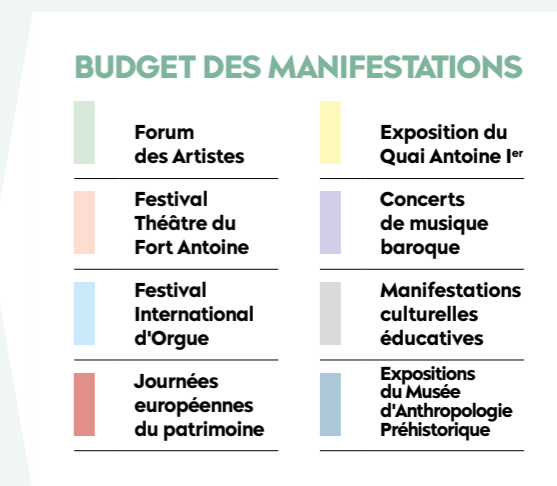 BUDGET DES MANIFESTATIONS
Forum
des Artistes
Festival
Théâtre du
Fort Antoine
Festival
International
d'Orgue
Journées
européennes
du patrimoine
Exposition du
Quai Antoine Ier
Concerts
de musique
baroque
Manifestations
culturelles
éducatives
Expositions
du Musée
d'Anthropologie
Préhistorique